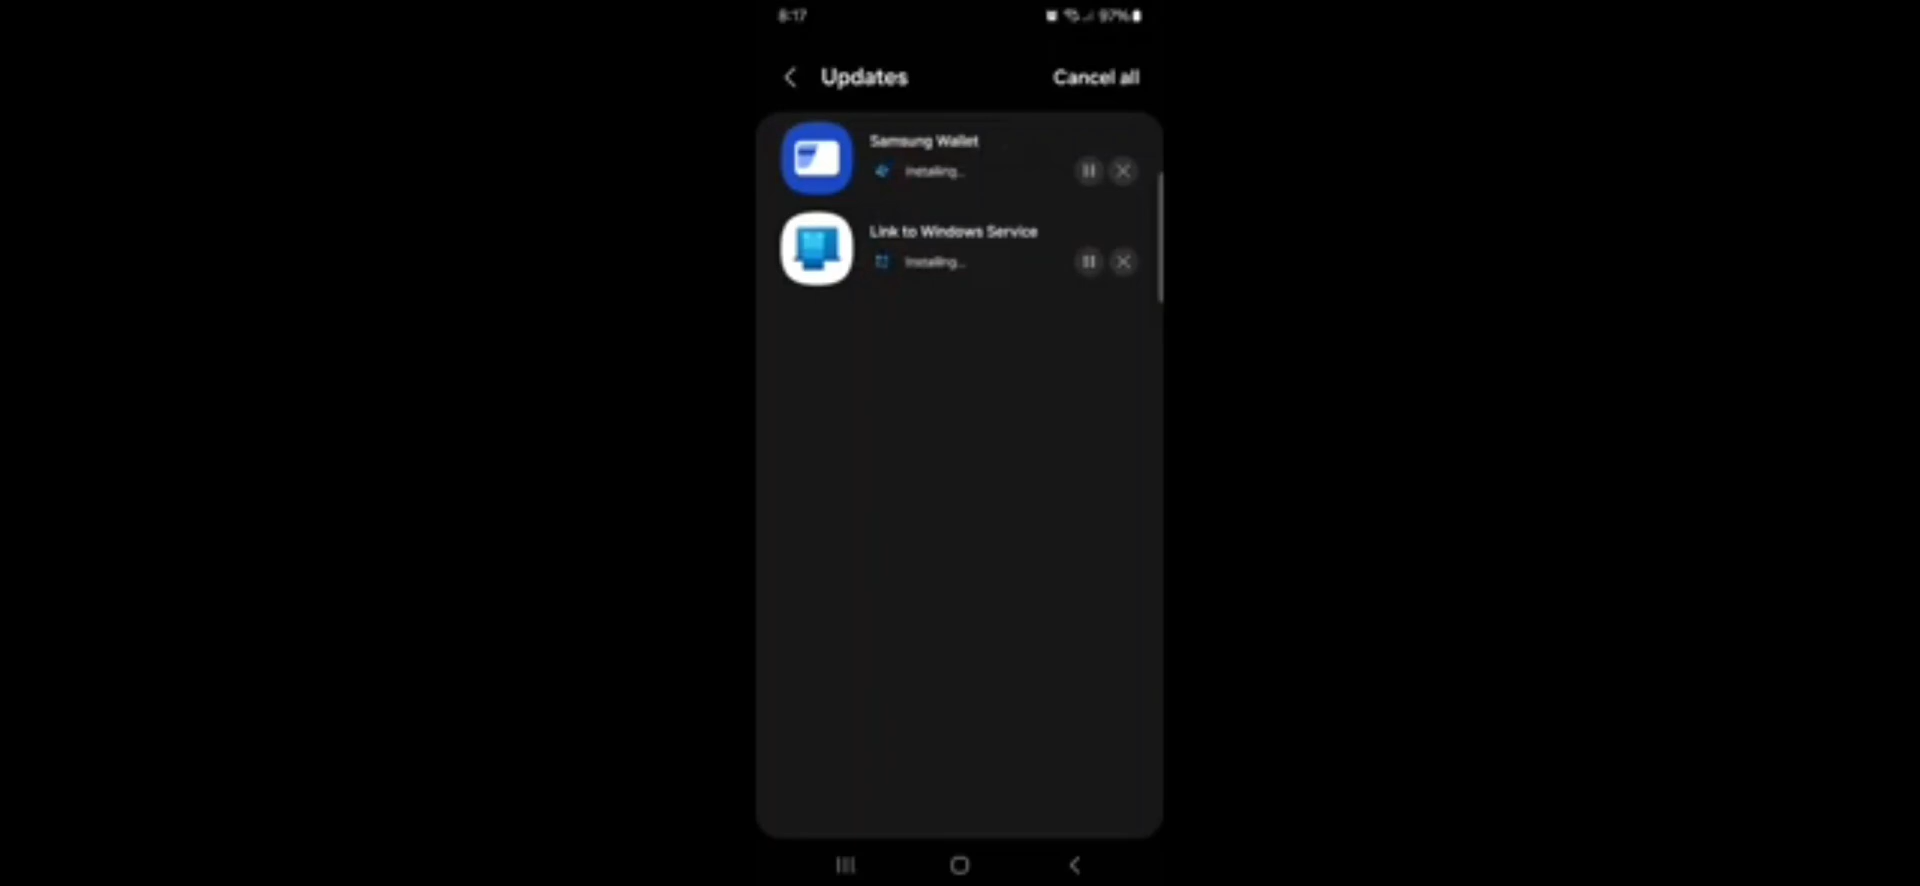 8:17
97%
Updates
Cancel all
Samsung Wallet
Installing...
Link to Windows Service
Installing...